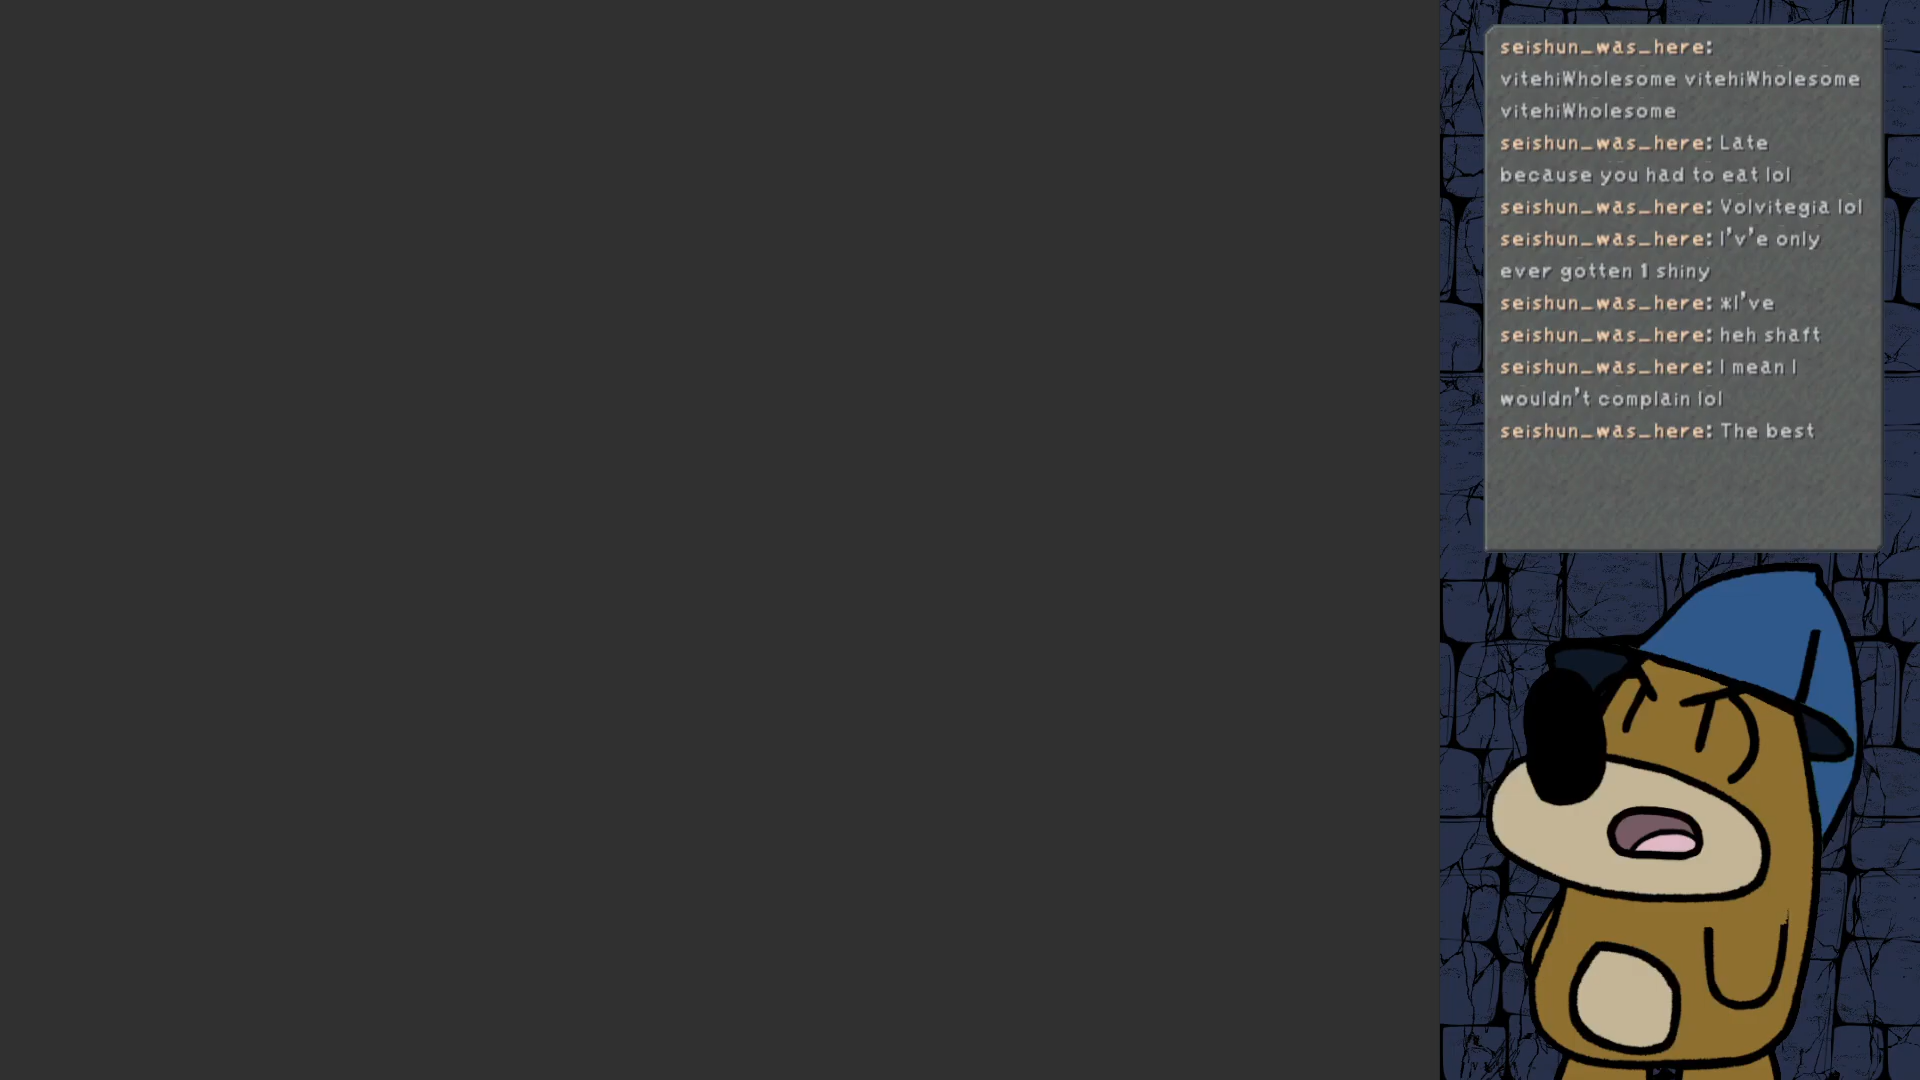 seishun_was_here:
vitehiWholesome vitehiWholesome
vitehiWholesome
seishun_was_here: Late
because you had to eat lol
seishun_was_here: Volvitegia lol
seishun_was_here: I'v'e only
ever gotten 1 shiny
seishun_was_here: *I've
seishun_was_here: heh shaft
seishun_was_here: I mean I
wouldn't complain lol
seishun_was_here: The best